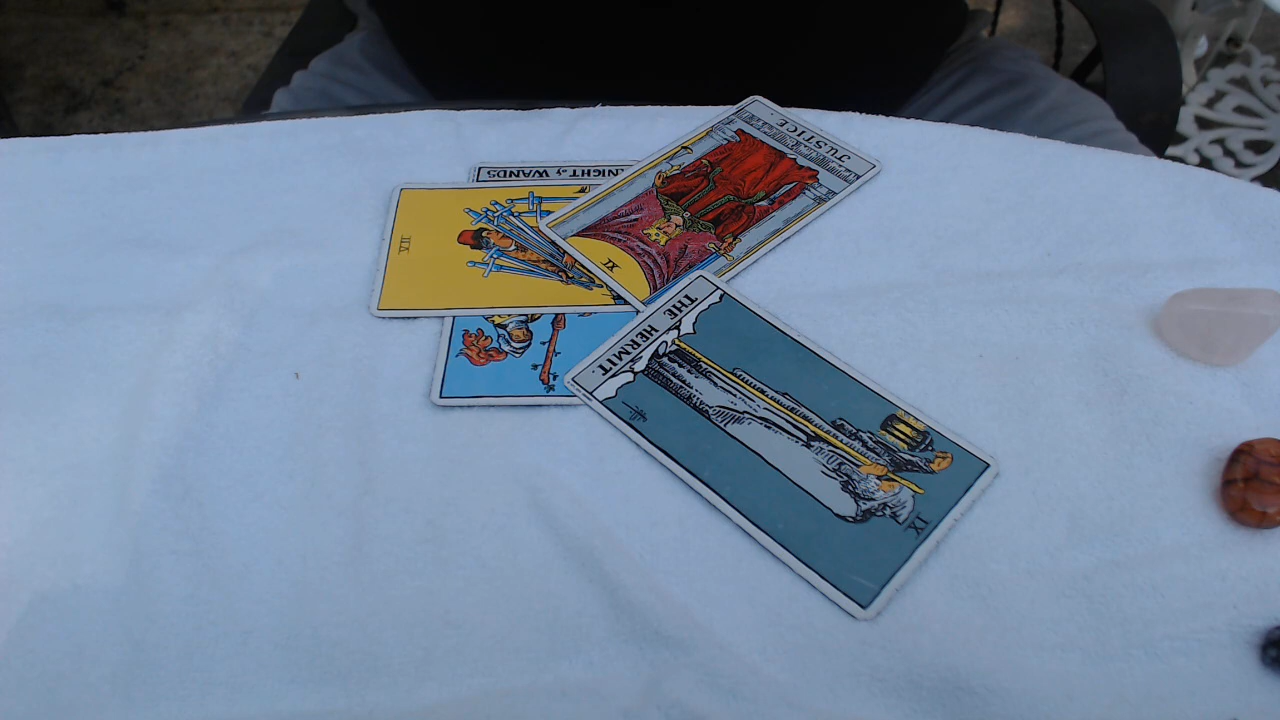 JUSTICE.
XI
KNIGHT of WANDS
VII
THE HERMIT.
IX